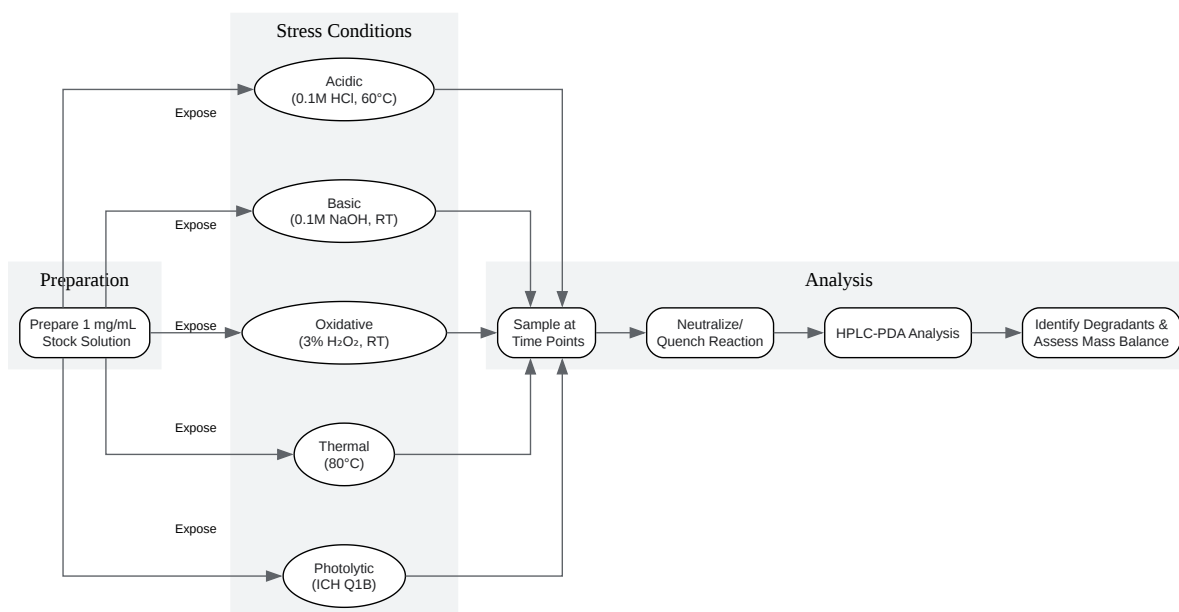 Stress Conditions
Acidic
(0.1M HCl, 60°C)
Expose
Basic
(0.1M NaOH, RT)
Expose
Preparation
Prepare 1 mg/mL
Stock Solution
Expose
Oxidative
(3% H₂O₂, RT)
Expose
Thermal
(80°C)
Expose
Photolytic
(ICH Q1B)
Analysis
Sample at
Time Points
Neutralize/
Quench Reaction
HPLC-PDA Analysis
Identify Degradants &
Assess Mass Balance